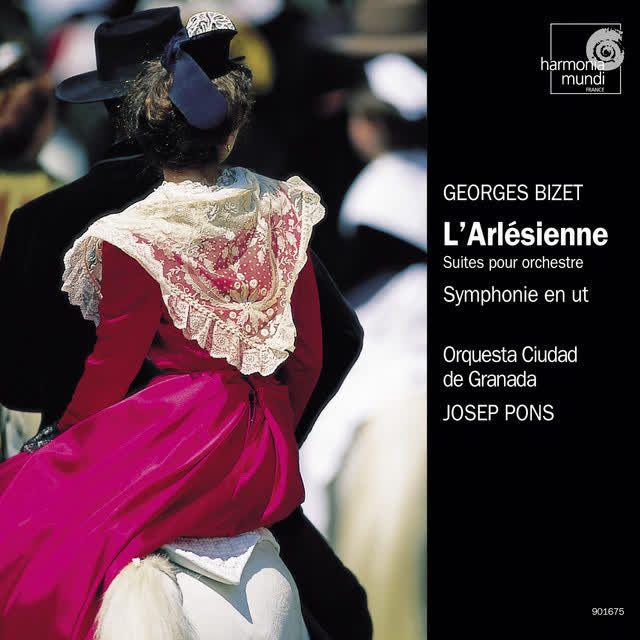 harmonia
mundi
FRANCE
GEORGES BIZET
L'Arlésienne
Suites pour orchestre
Symphonie en ut
Orquesta Ciudad
de Granada
JOSEP PONS
901675